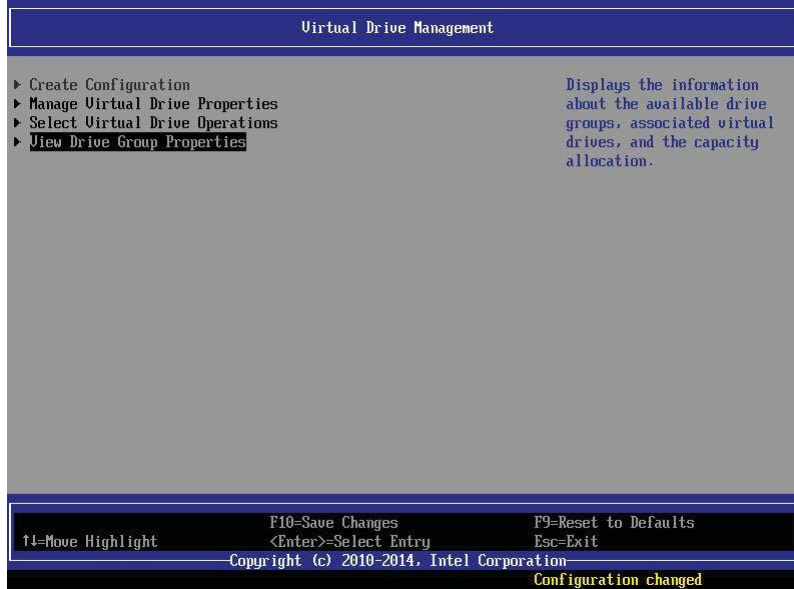 Virtual Drive Management
▶ Create Configuration
▶ Manage Virtual Drive Properties
▶ Select Virtual Drive Operations
▶ View Drive Group Properties
Displays the information
about the available drive
groups, associated virtual
drives, and the capacity
allocation.
F10=Save Changes F9=Reset to Defaults
↑↓=Move Highlight <Enter>=Select Entry Esc=Exit
Copyright (c) 2010-2014, Intel Corporation
Configuration changed